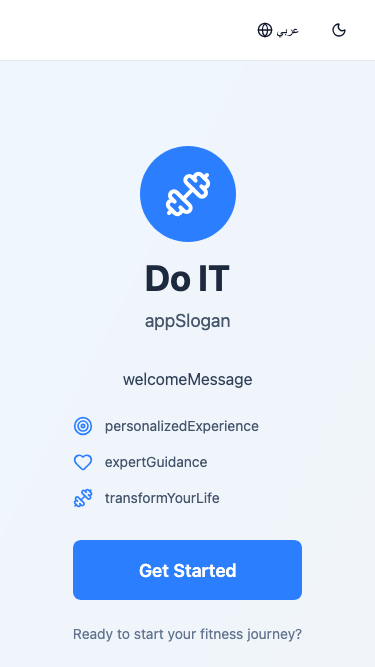 عربي
Do IT
appSlogan
welcomeMessage
personalizedExperience
expertGuidance
transformYourLife
Get Started
Ready to start your fitness journey?